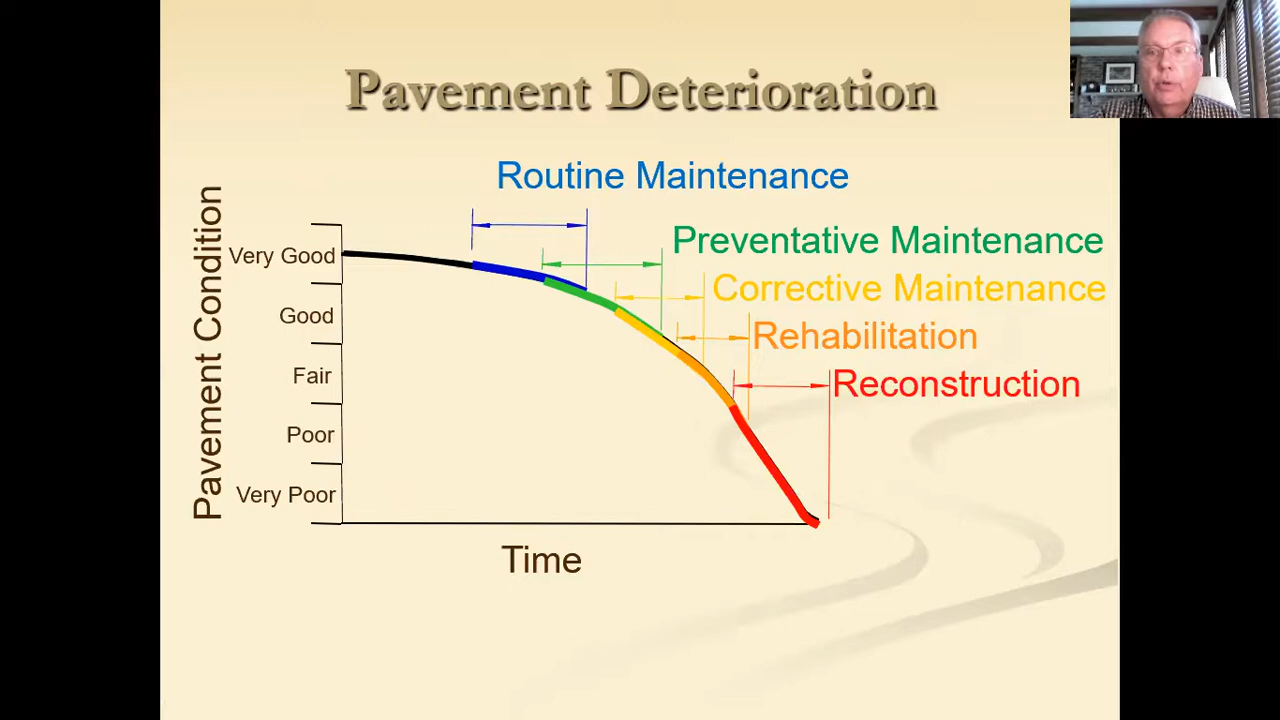 Pavement Deterioration
Routine Maintenance
Preventative Maintenance
Corrective Maintenance
Rehabilitation
Reconstruction
Pavement Condition
Very Good
Good
Fair
Poor
Very Poor
Time